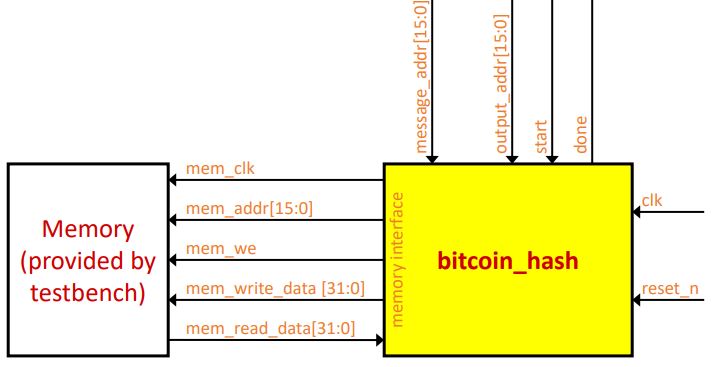 message_addr[15:0]
output_addr[15:0]
start
done
mem_clk
mem_addr[15:0]
mem_we
mem_write_data [31:0]
mem_read_data[31:0]
Memory
(provided by
testbench)
memory interface
bitcoin_hash
clk
reset_n